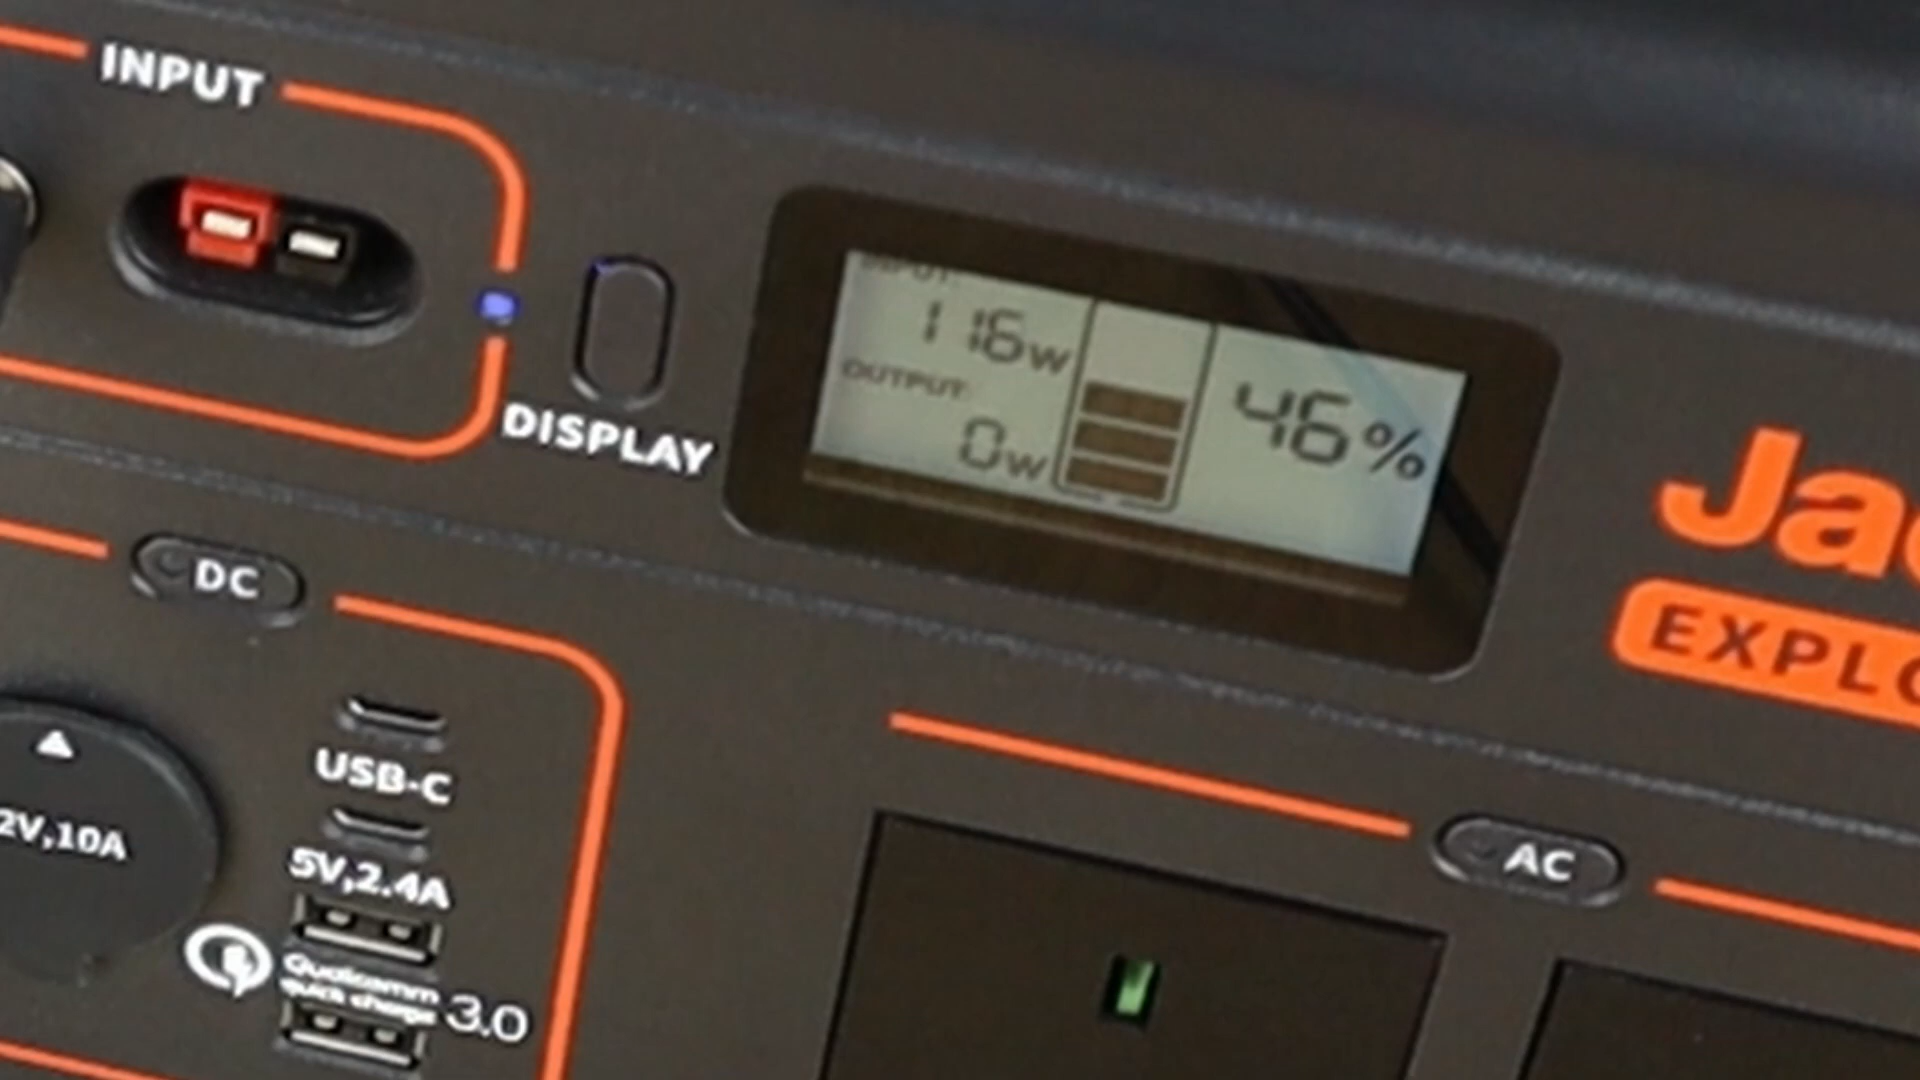 INPUT
INPUT:
116W
OUTPUT:
0W
46%
DISPLAY
DC
USB-C
2V,10A
5V,2.4A
Qualcomm
quick charge 3.0
AC
Ja
EXPLO